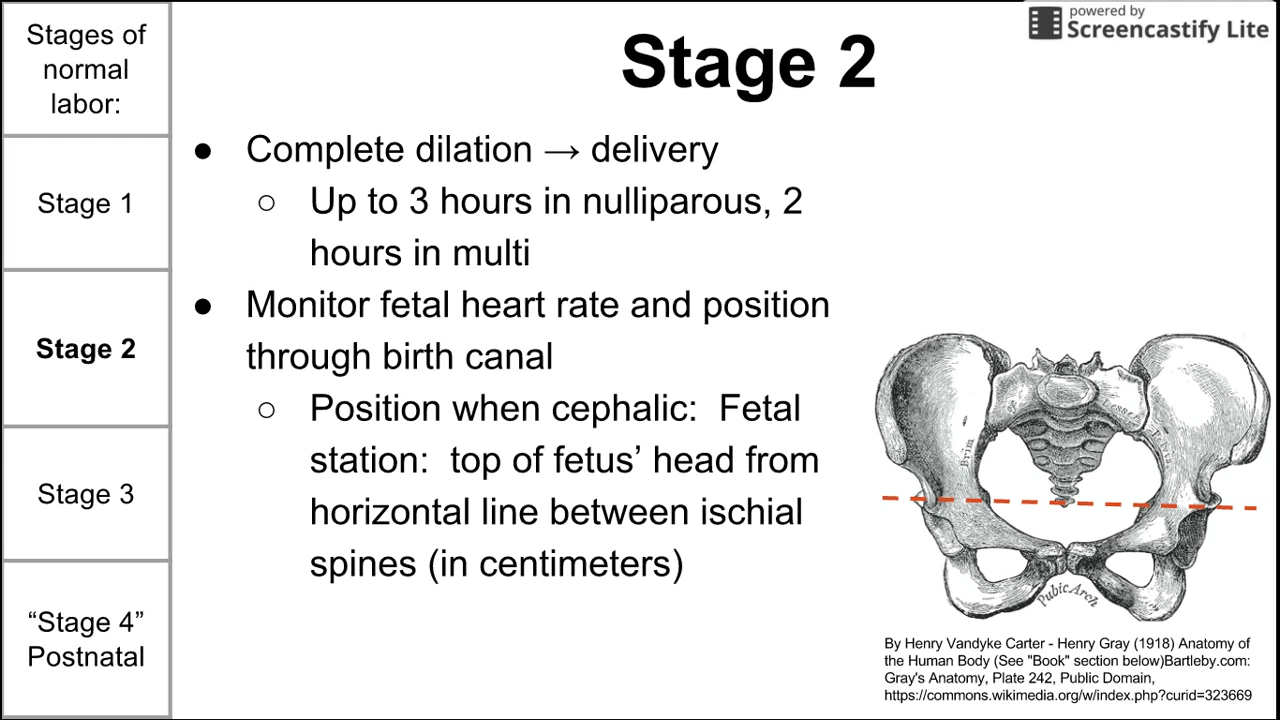 Stages of
normal
labor:
Stage 1
Stage 2
Stage 3
“Stage 4”
Postnatal
powered by
Screencastify Lite
Stage 2
● Complete dilation → delivery
○ Up to 3 hours in nulliparous, 2
hours in multi
● Monitor fetal heart rate and position
through birth canal
○ Position when cephalic: Fetal
station: top of fetus’ head from
horizontal line between ischial
spines (in centimeters)
Brim
Pelvis
Pubic Arch
By Henry Vandyke Carter - Henry Gray (1918) Anatomy of
the Human Body (See "Book" section below)Bartleby.com:
Gray's Anatomy, Plate 242, Public Domain,
https://commons.wikimedia.org/w/index.php?curid=323669